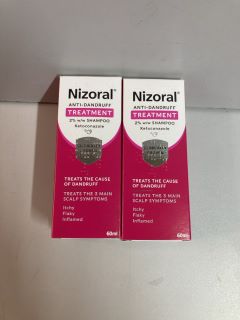 Nizoral®
ANTI-DANDRUFF
TREATMENT
2% w/w SHAMPOO
Ketoconazole
TREATS THE CAUSE
OF DANDRUFF
TREATS THE 3 MAIN
SCALP SYMPTOMS
Itchy
Flaky
Inflamed
60ml
Nizoral®
ANTI-DANDRUFF
TREATMENT
2% w/w SHAMPOO
Ketoconazole
CLINICALLY
PROVEN
TREATS THE CAUSE
OF DANDRUFF
TREATS THE 3 MAIN
SCALP SYMPTOMS
Itchy
Flaky
Inflamed
60ml